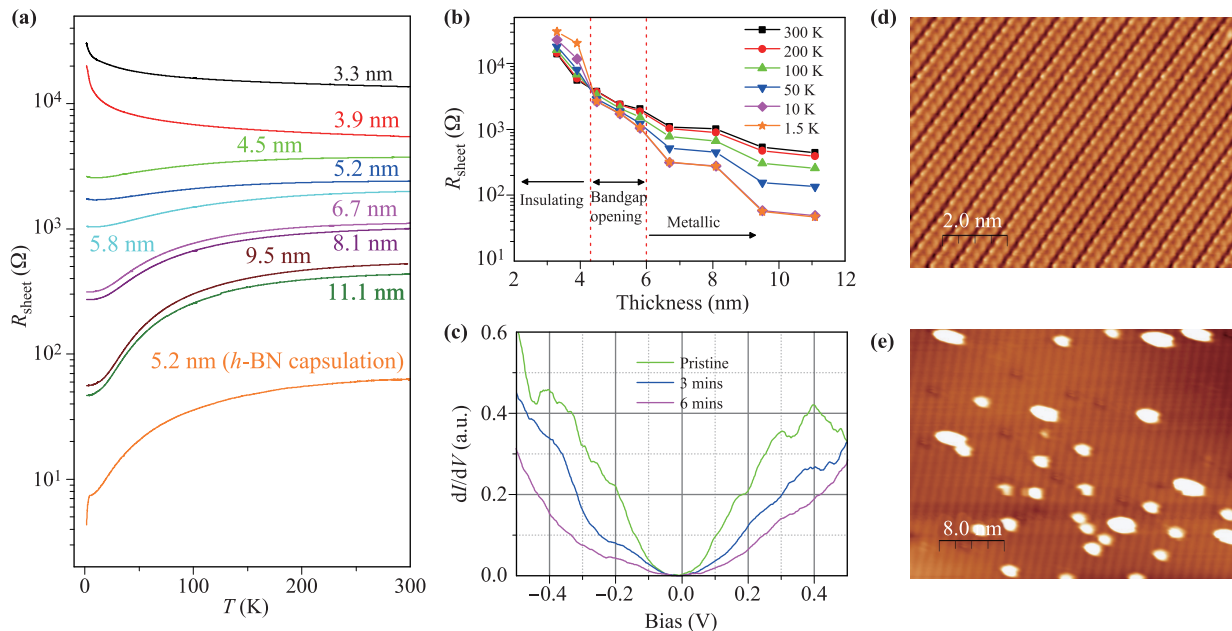 (a)
R_sheet (Ω)
10^4
10^3
10^2
10^1
3.3 nm
3.9 nm
4.5 nm
5.2 nm
6.7 nm
5.8 nm
8.1 nm
9.5 nm
11.1 nm
5.2 nm (h-BN capsulation)
0 100 200 300
T (K)
(b)
R_sheet (Ω)
10^4
10^3
10^2
10^1
300 K
200 K
100 K
50 K
10 K
1.5 K
Insulating
Bandgap
opening
Metallic
2 4 6 8 10 12
Thickness (nm)
(c)
dI/dV (a.u.)
0.6
0.4
0.2
0.0
Pristine
3 mins
6 mins
−0.4 −0.2 0.0 0.2 0.4
Bias (V)
(d)
2.0 nm
(e)
8.0 nm